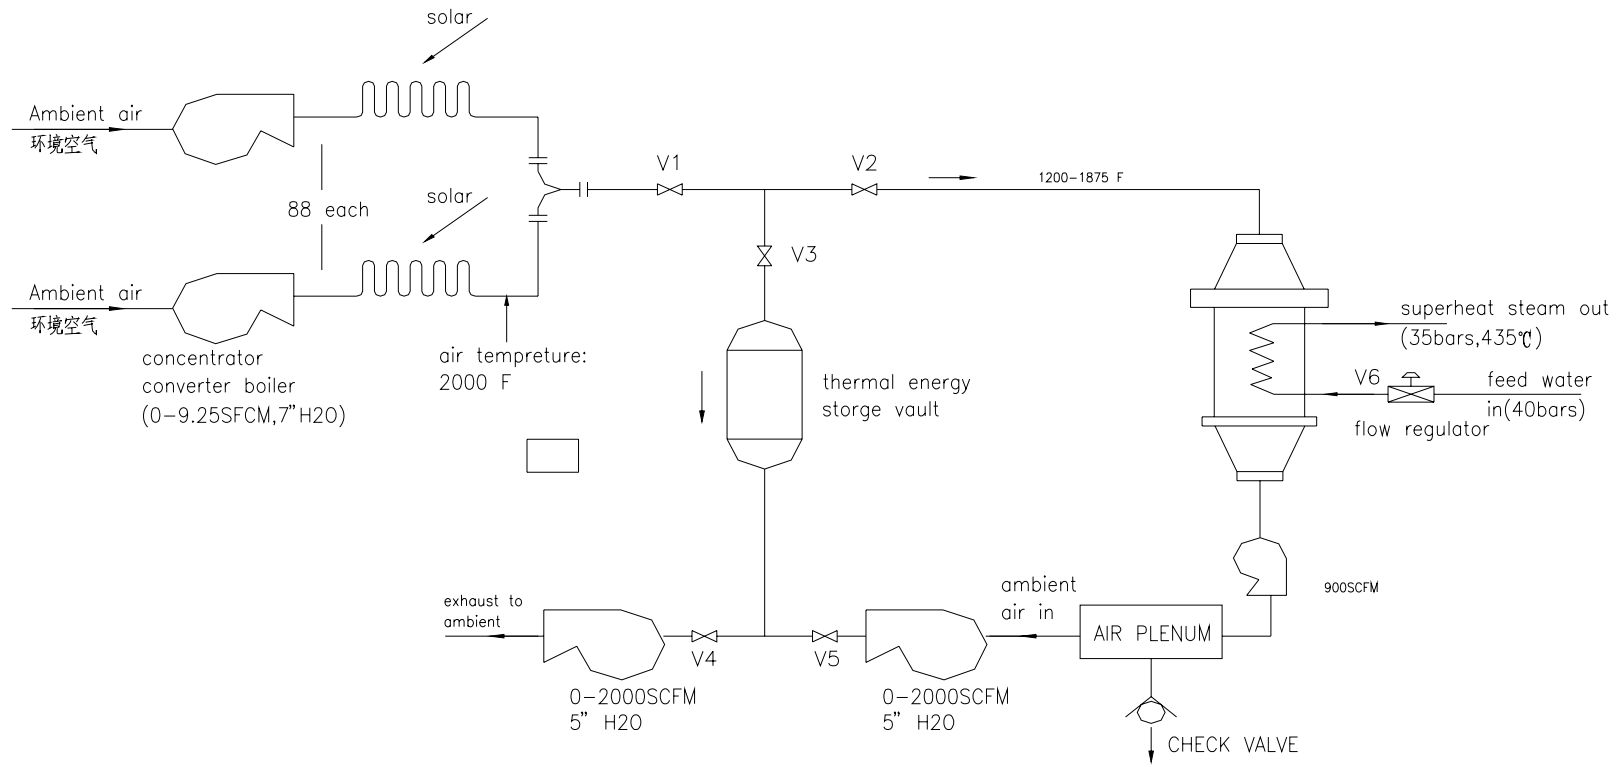 solar
Ambient air
环境空气
88 each
solar
Ambient air
环境空气
concentrator
converter boiler
(0-9.25SFCM,7"H2O)
air tempreture:
2000 F
V1
V2
1200-1875 F
V3
thermal energy
storge vault
superheat steam out
(35bars,435℃)
V6
feed water
in(40bars)
flow regulator
900SCFM
ambient
air in
AIR PLENUM
exhaust to
ambient
V4
V5
0-2000SCFM
5" H2O
0-2000SCFM
5" H2O
CHECK VALVE